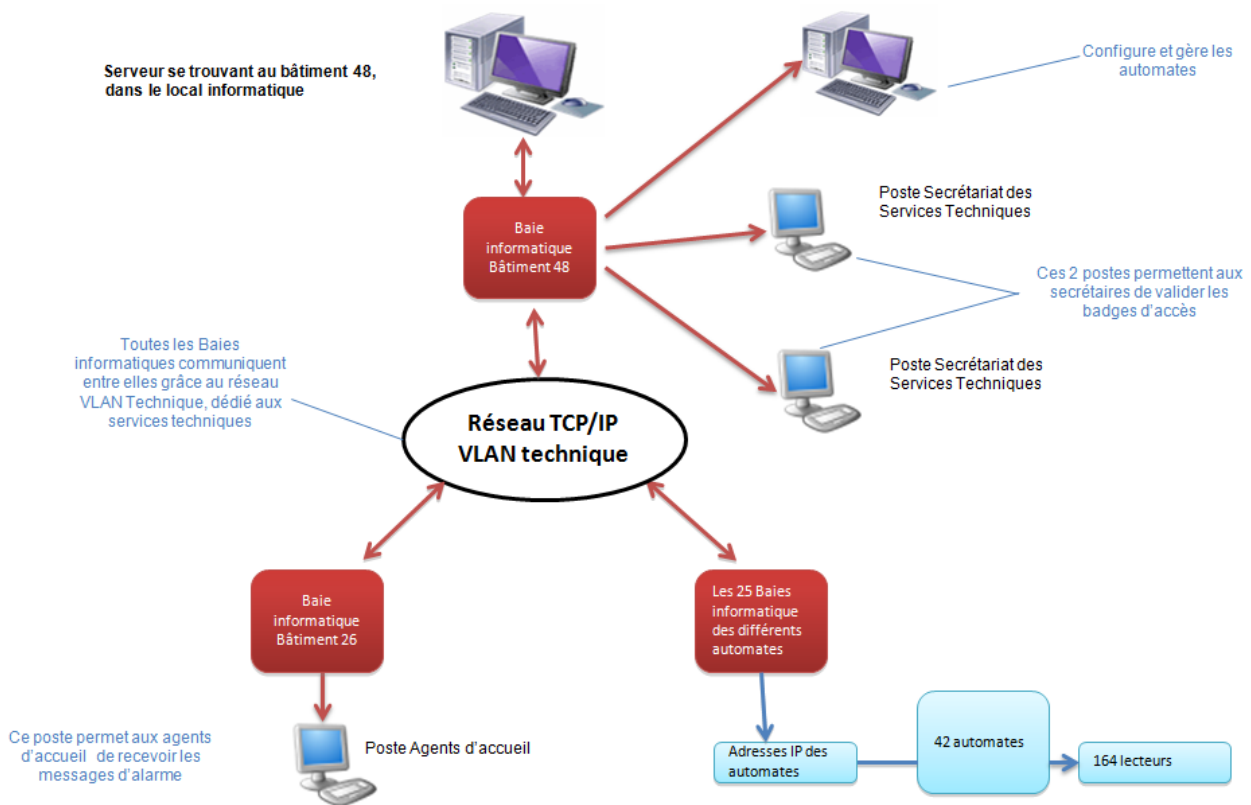 Serveur se trouvant au bâtiment 48,
dans le local informatique
Configure et gère les
automates
Baie
informatique
Bâtiment 48
Poste Secrétariat des
Services Techniques
Ces 2 postes permettent aux
secrétaires de valider les
badges d'accès
Poste Secrétariat des
Services Techniques
Toutes les Baies
informatiques communiquent
entre elles grâce au réseau
VLAN Technique, dédié aux
services techniques
Réseau TCP/IP
VLAN technique
Baie
informatique
Bâtiment 26
Les 25 Baies
informatique
des différents
automates
Ce poste permet aux agents
d'accueil de recevoir les
messages d'alarme
Poste Agents d'accueil
Adresses IP des
automates
42 automates
164 lecteurs